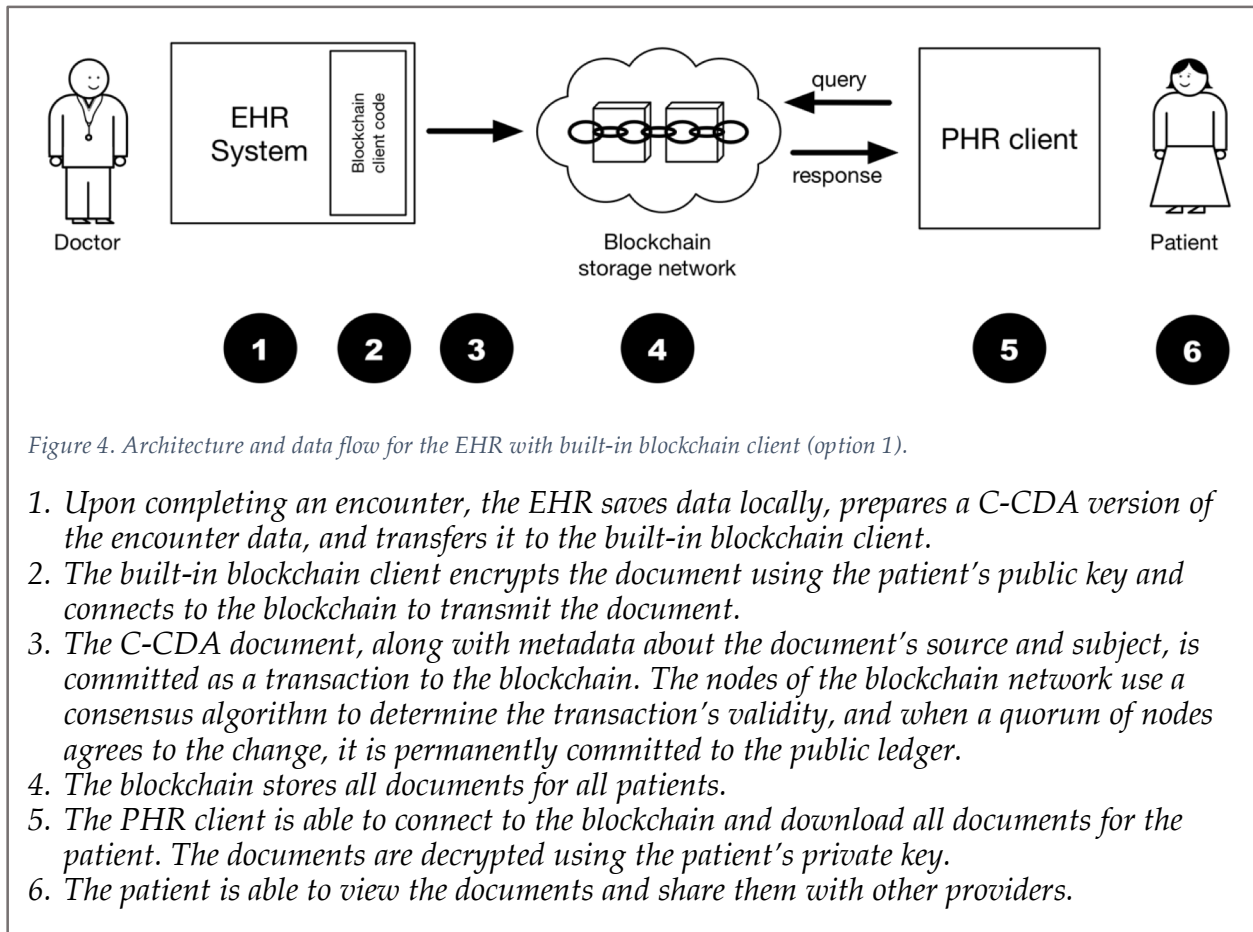 EHR
System
Blockchain
client code
query
response
PHR client
Doctor
Blockchain
storage network
Patient
1 2 3 4 5 6
Figure 4. Architecture and data flow for the EHR with built-in blockchain client (option 1).
1. Upon completing an encounter, the EHR saves data locally, prepares a C-CDA version of
the encounter data, and transfers it to the built-in blockchain client.
2. The built-in blockchain client encrypts the document using the patient's public key and
connects to the blockchain to transmit the document.
3. The C-CDA document, along with metadata about the document's source and subject, is
committed as a transaction to the blockchain. The nodes of the blockchain network use a
consensus algorithm to determine the transaction's validity, and when a quorum of nodes
agrees to the change, it is permanently committed to the public ledger.
4. The blockchain stores all documents for all patients.
5. The PHR client is able to connect to the blockchain and download all documents for the
patient. The documents are decrypted using the patient's private key.
6. The patient is able to view the documents and share them with other providers.